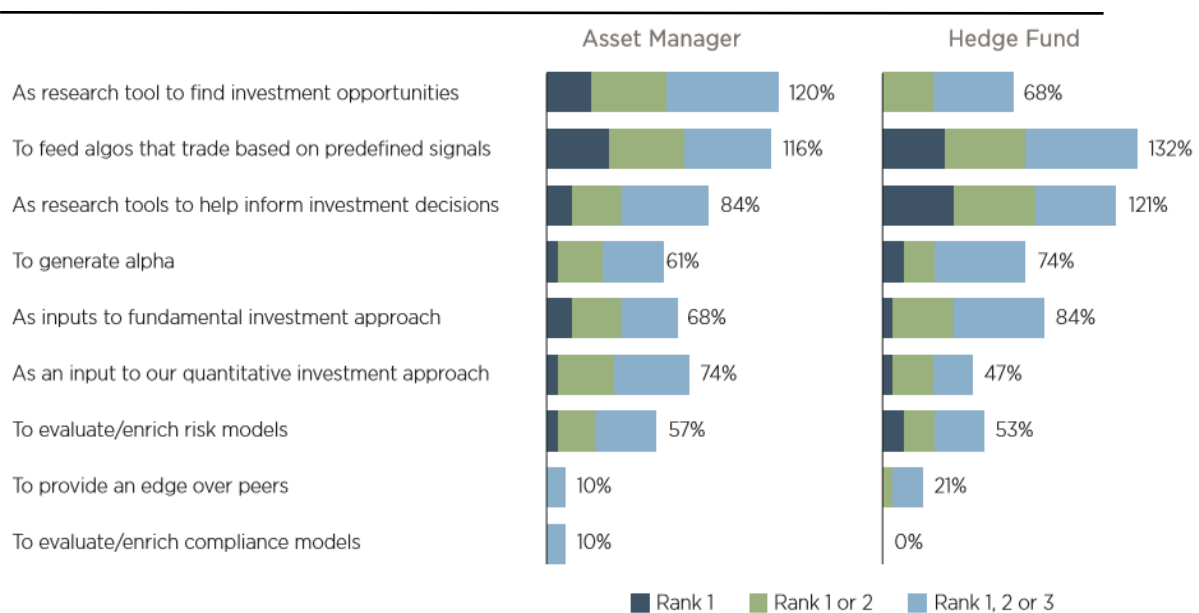 Asset Manager Hedge Fund
As research tool to find investment opportunities 120% 68%
To feed algos that trade based on predefined signals 116% 132%
As research tools to help inform investment decisions 84% 121%
To generate alpha 61% 74%
As inputs to fundamental investment approach 68% 84%
As an input to our quantitative investment approach 74% 47%
To evaluate/enrich risk models 57% 53%
To provide an edge over peers 10% 21%
To evaluate/enrich compliance models 10% 0%
Rank 1 Rank 1 or 2 Rank 1, 2 or 3